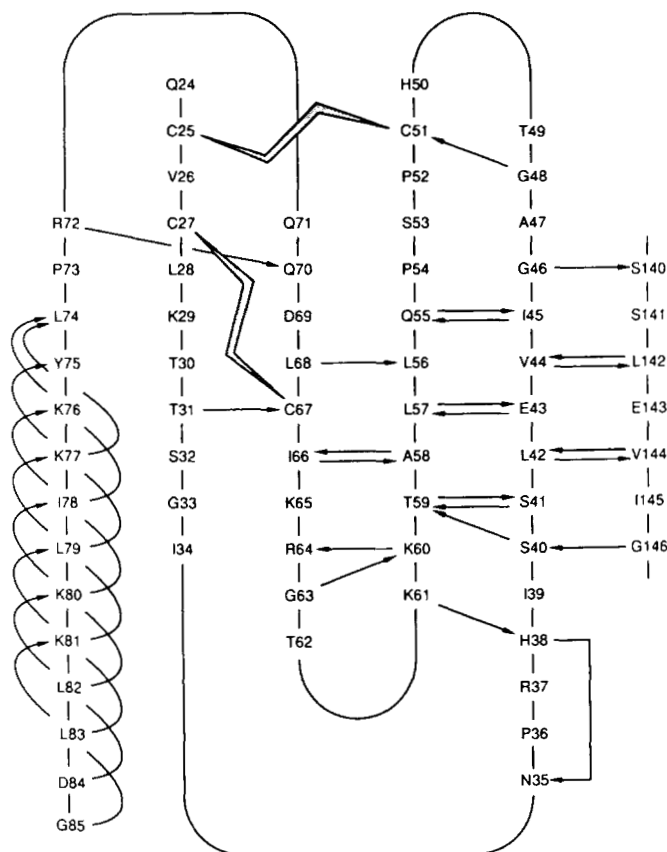 Q24 H50
C25 C51 T49
V26 P52 G48
R72 C27 Q71 S53 A47
P73 L28 Q70 P54 G46 S140
L74 K29 D69 Q55 I45 S141
Y75 T30 L68 L56 V44 L142
K76 T31 C67 L57 E43 E143
K77 S32 I66 A58 L42 V144
I78 G33 K65 T59 S41 I145
L79 I34 R64 K60 S40 G146
K80 G63 K61 I39
K81 T62 H38
L82 R37
L83 P36
D84 N35
G85